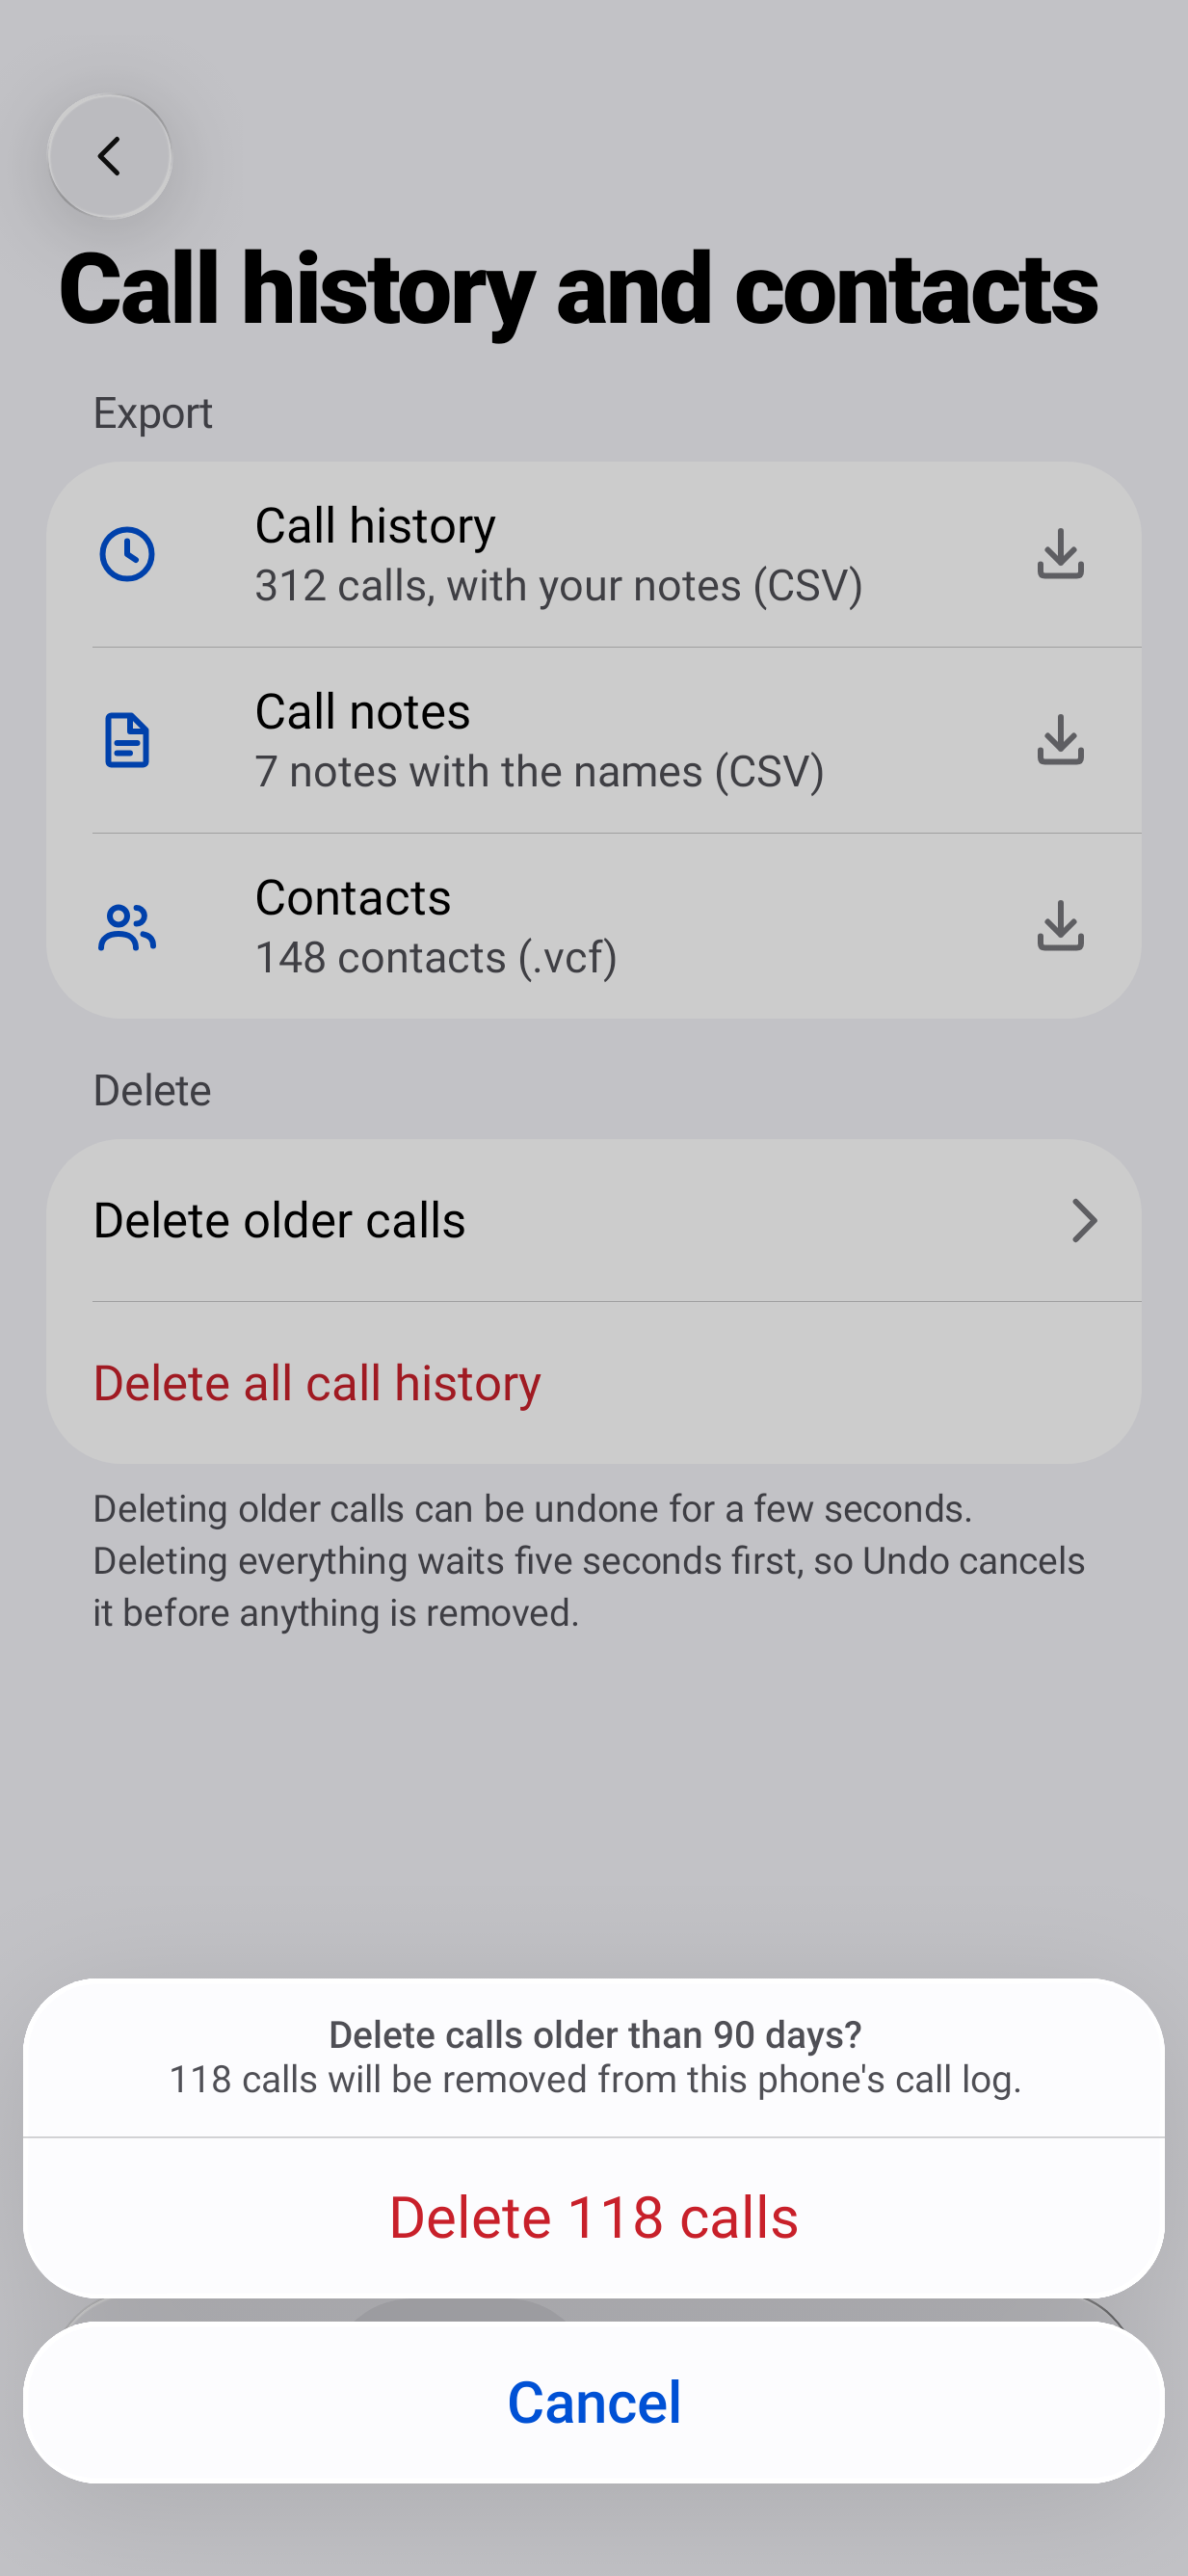 Call history and contacts
Export
Call history
312 calls, with your notes (CSV)
Call notes
7 notes with the names (CSV)
Contacts
148 contacts (.vcf)
Delete
Delete older calls
Delete all call history
Deleting older calls can be undone for a few seconds.
Deleting everything waits five seconds first, so Undo cancels
it before anything is removed.
Delete calls older than 90 days?
118 calls will be removed from this phone's call log.
Delete 118 calls
Cancel